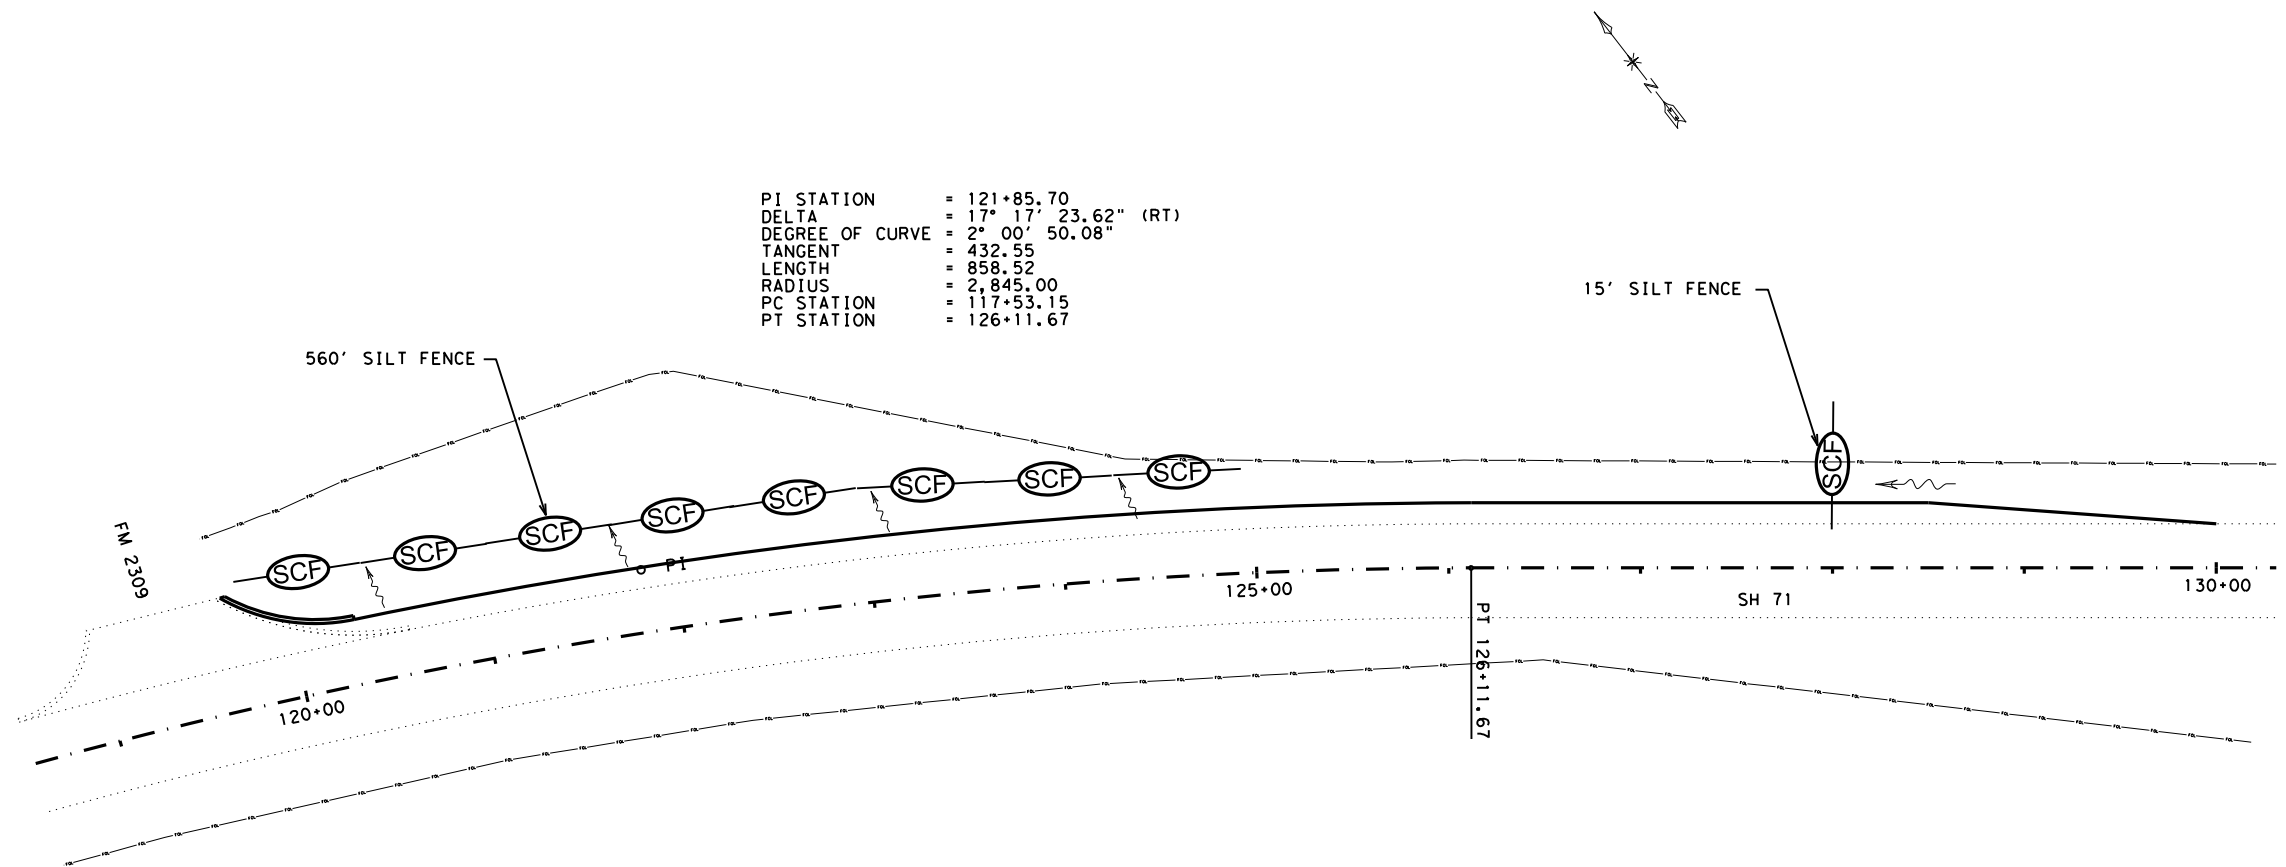 N
PI STATION = 121+85.70
DELTA = 17° 17' 23.62" (RT)
DEGREE OF CURVE = 2° 00' 50.08"
TANGENT = 432.55
LENGTH = 858.52
RADIUS = 2,845.00
PC STATION = 117+53.15
PT STATION = 126+11.67
15' SILT FENCE
560' SILT FENCE
SCF
SCF
SCF
SCF
SCF
SCF
SCF
SCF
SCF
FM 2309
PI
125+00
130+00
SH 71
120+00
PT 126+11.67